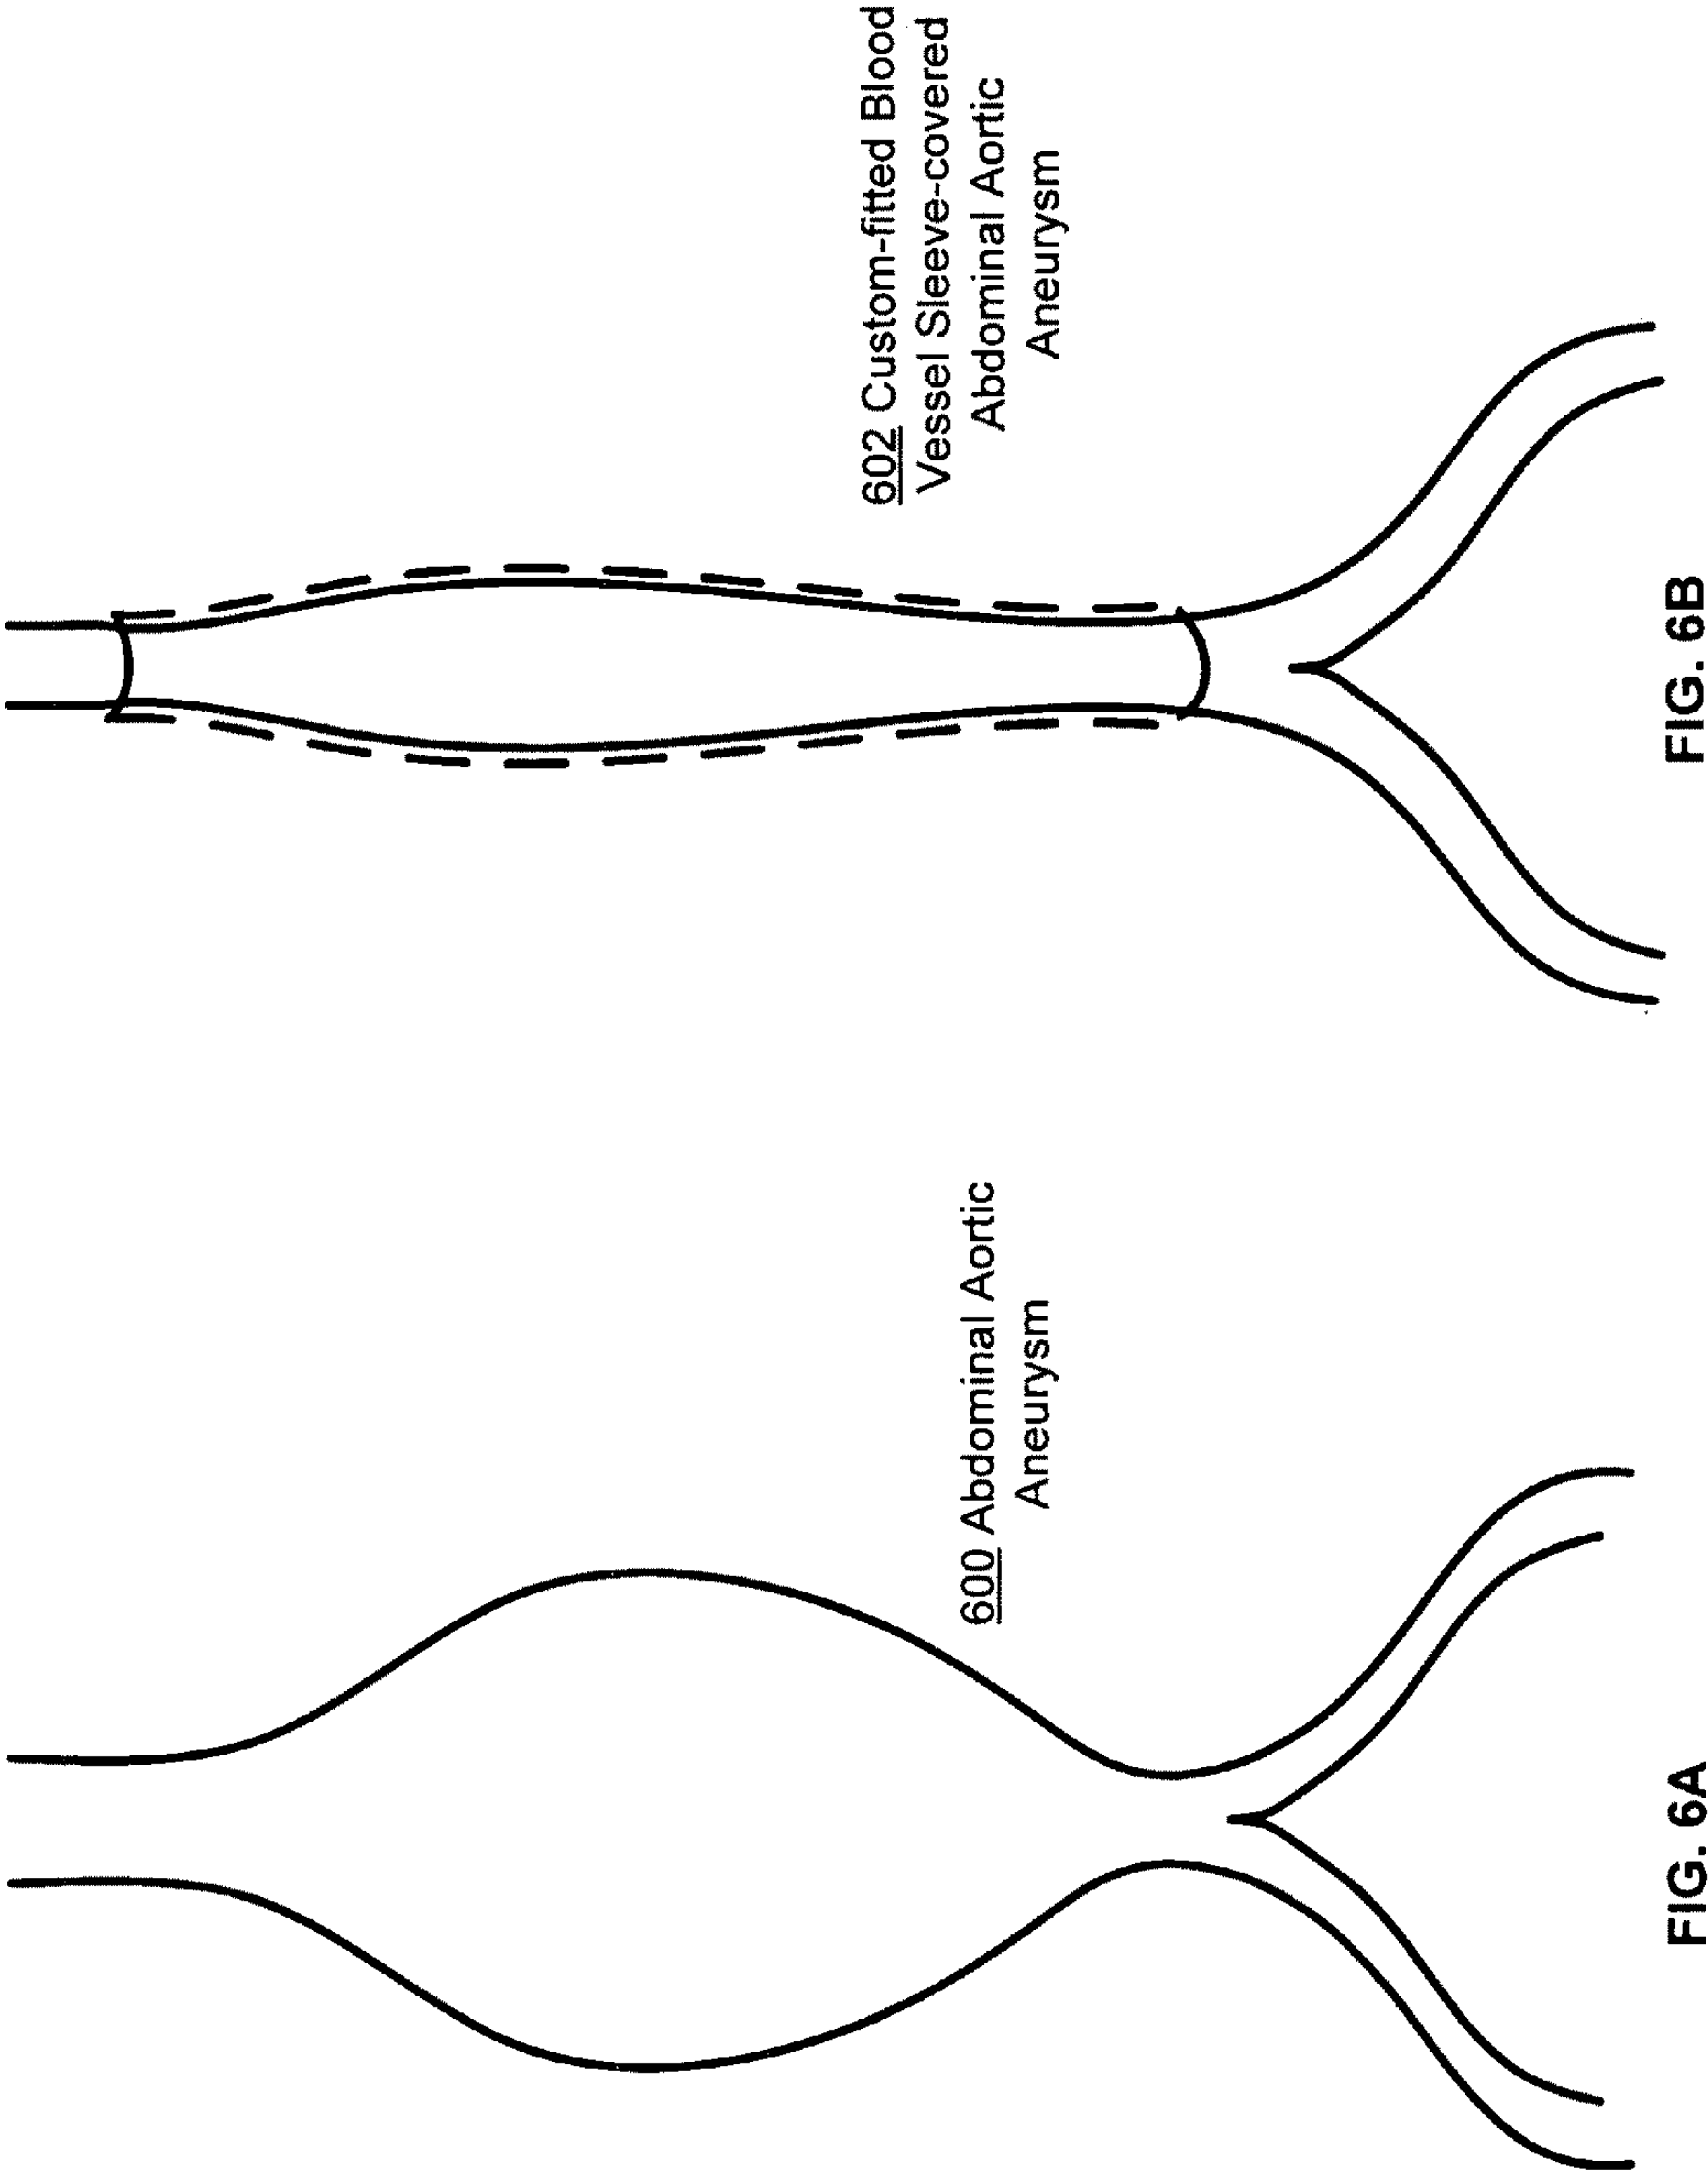 600 Abdominal Aortic
Aneurysm
FIG. 6A
602 Custom-fitted Blood
Vessel Sleeve-covered
Abdominal Aortic
Aneurysm
FIG. 6B